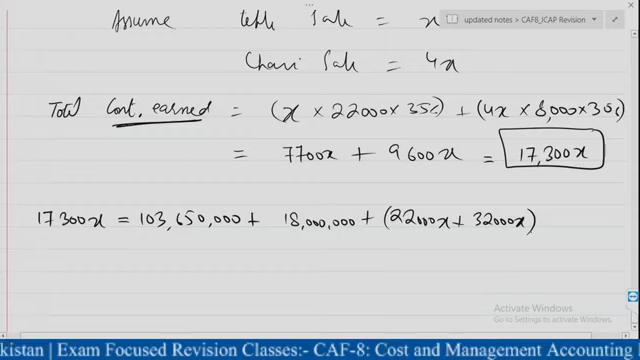 updated notes > CAF8_ICAP Revision
Assume table Sale = x
Chair Sale = 4x
Total Cont. earned = (x × 22000 × 35%) + (4x × 8,000 × 30%)
= 7700x + 9600x = 17,300x
17300x = 103,650,000 + 18,000,000 + (22000x + 32000x)
Activate Windows
Go to Settings to activate Windows.
kistan | Exam Focused Revision Classes:- CAF-8: Cost and Management Accounting